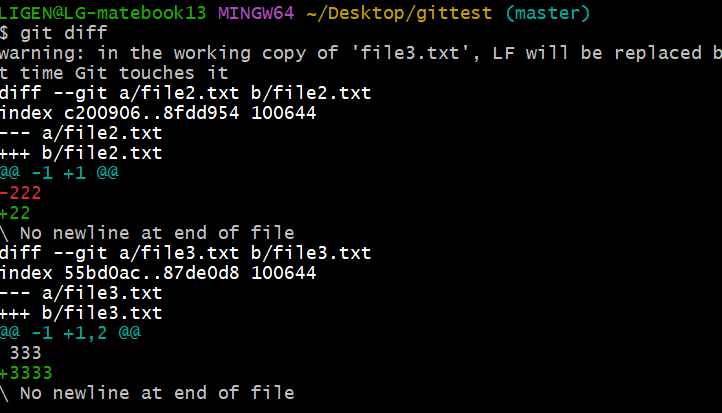 LIGEN@LG-matebook13 MINGW64 ~/Desktop/gittest (master)
$ git diff
warning: in the working copy of 'file3.txt', LF will be replaced b
t time Git touches it
diff --git a/file2.txt b/file2.txt
index c200906..8fdd954 100644
--- a/file2.txt
+++ b/file2.txt
@@ -1 +1 @@
-222
+22
\ No newline at end of file
diff --git a/file3.txt b/file3.txt
index 55bd0ac..87de0d8 100644
--- a/file3.txt
+++ b/file3.txt
@@ -1 +1,2 @@
 333
+3333
\ No newline at end of file